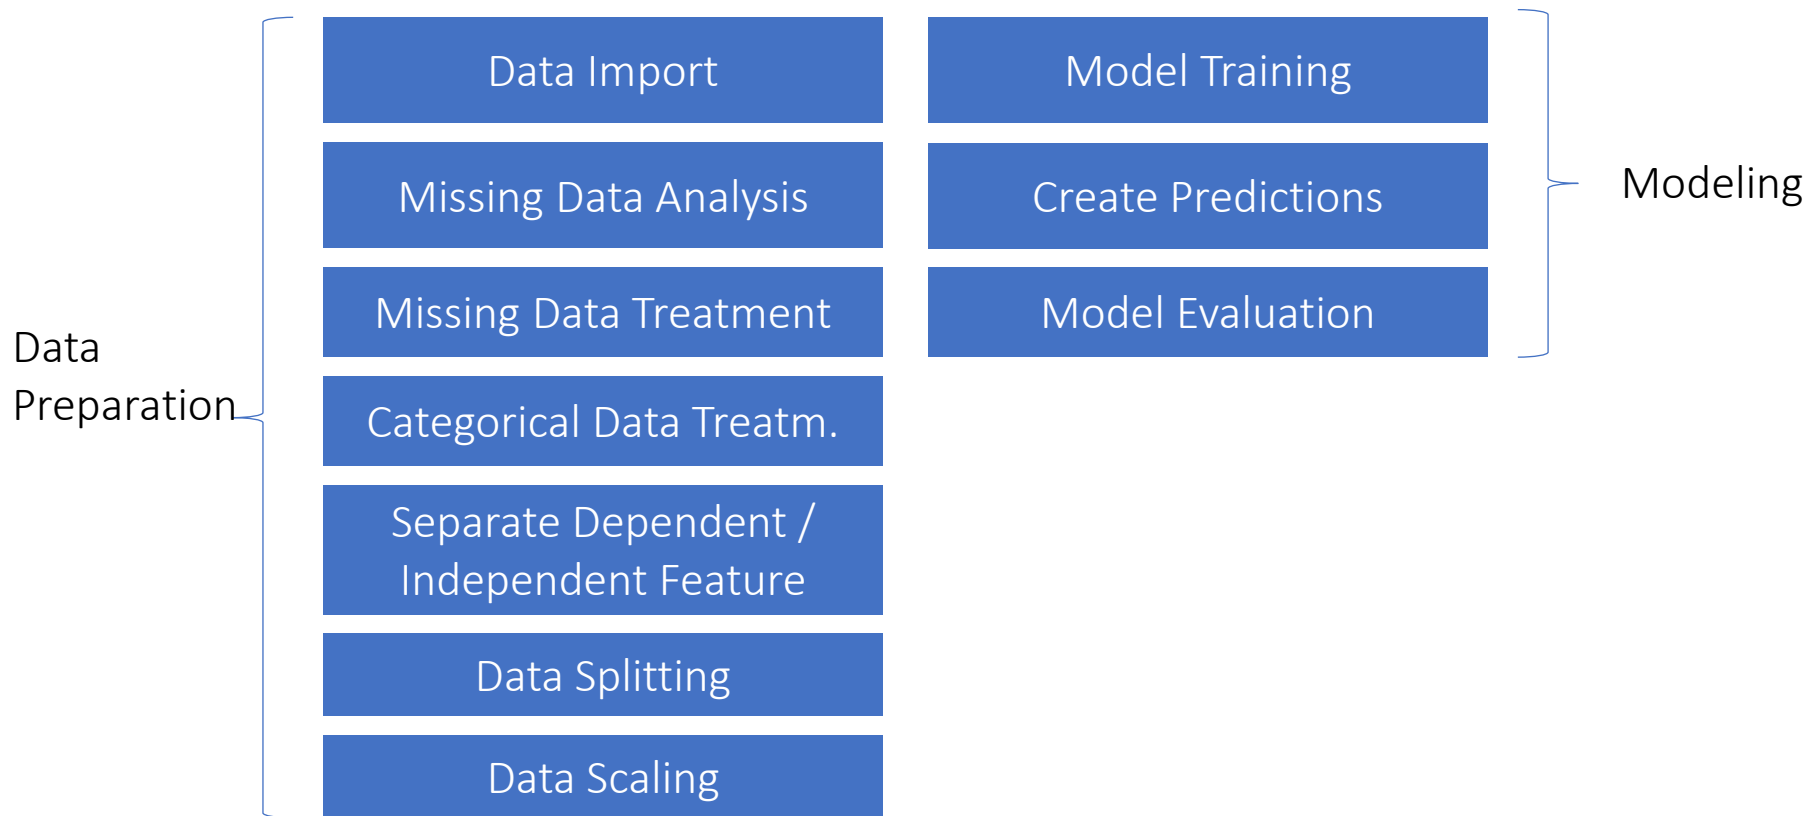 Data
Preparation
Data Import
Missing Data Analysis
Missing Data Treatment
Categorical Data Treatm.
Separate Dependent /
Independent Feature
Data Splitting
Data Scaling
Model Training
Create Predictions
Model Evaluation
Modeling